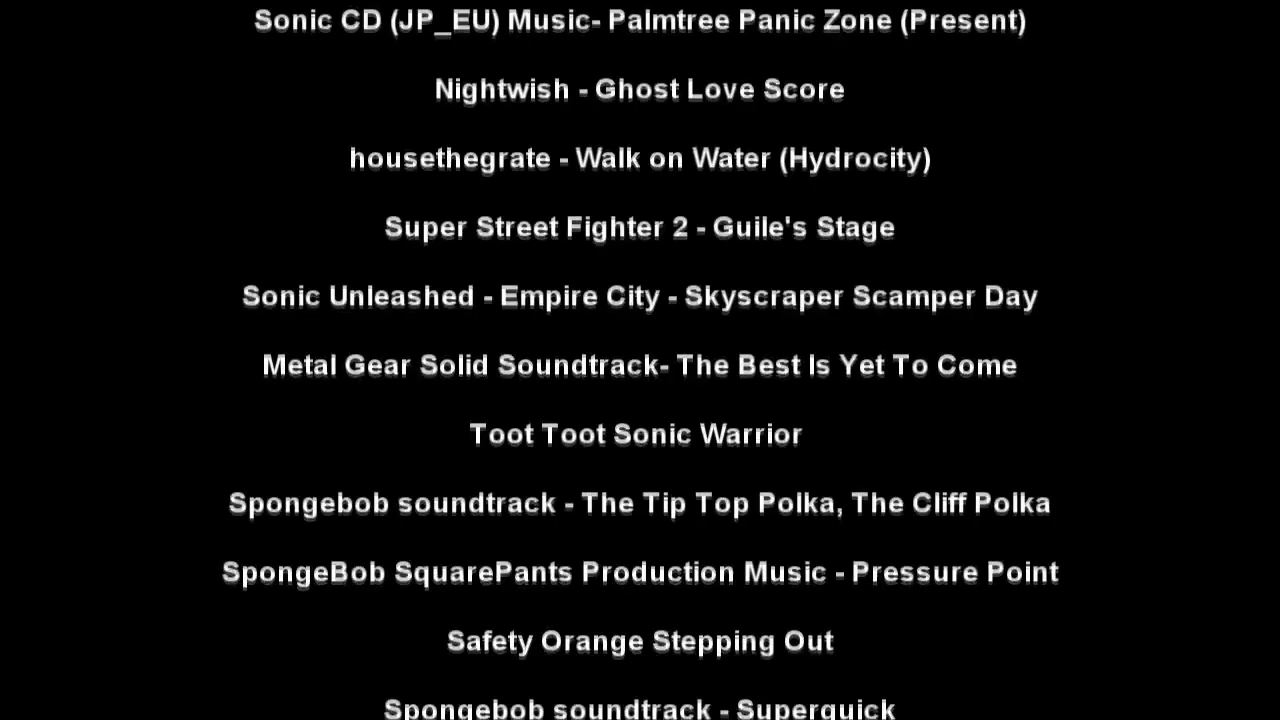 Sonic CD (JP_EU) Music- Palmtree Panic Zone (Present)
Nightwish - Ghost Love Score
housethegrate - Walk on Water (Hydrocity)
Super Street Fighter 2 - Guile's Stage
Sonic Unleashed - Empire City - Skyscraper Scamper Day
Metal Gear Solid Soundtrack- The Best Is Yet To Come
Toot Toot Sonic Warrior
Spongebob soundtrack - The Tip Top Polka, The Cliff Polka
SpongeBob SquarePants Production Music - Pressure Point
Safety Orange Stepping Out
Spongebob soundtrack - Superquick